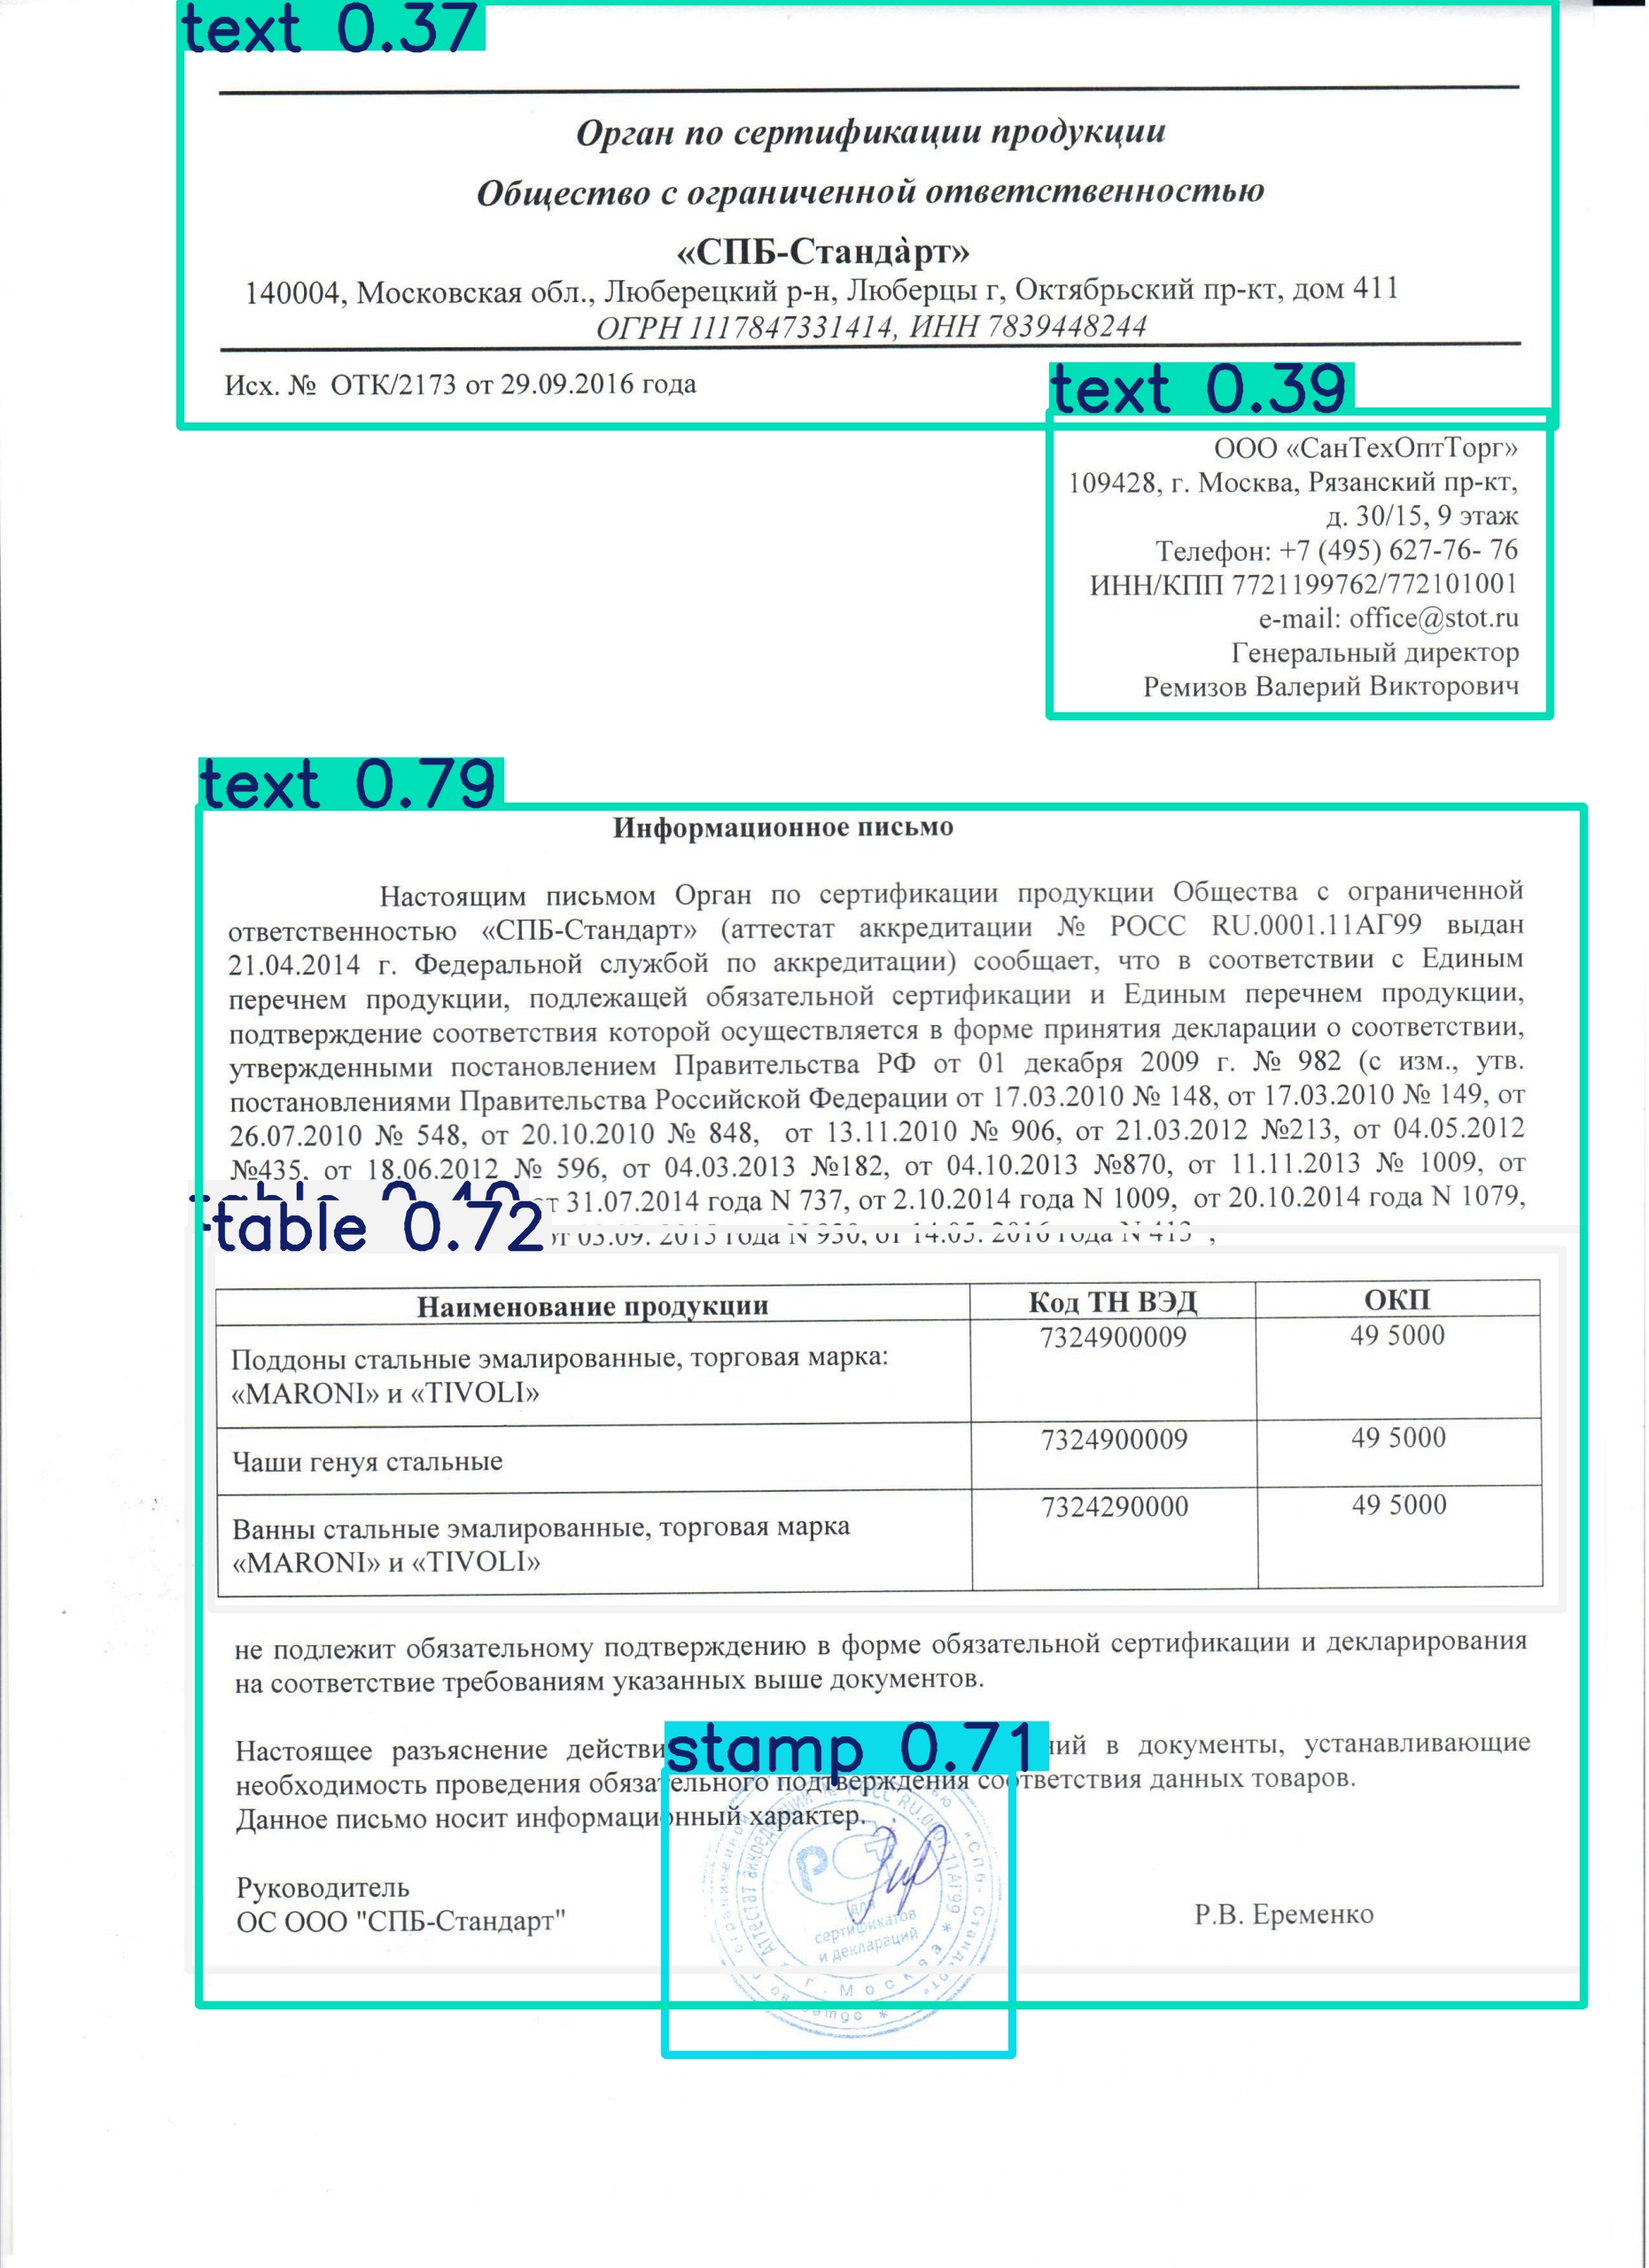 text 0.37
Орган по сертификации продукции
Общество с ограниченной ответственностью
«СПБ-Стандàрт»
140004, Московская обл., Люберецкий р-н, Люберцы г, Октябрьский пр-кт, дом 411
ОГРН 1117847331414, ИНН 7839448244
Исх. № ОТК/2173 от 29.09.2016 года
text 0.39
ООО «СанТехОптТорг»
109428, г. Москва, Рязанский пр-кт,
д. 30/15, 9 этаж
Телефон: +7 (495) 627-76- 76
ИНН/КПП 7721199762/772101001
e-mail: office@stot.ru
Генеральный директор
Ремизов Валерий Викторович
text 0.79
Информационное письмо
Настоящим письмом Орган по сертификации продукции Общества с ограниченной
ответственностью «СПБ-Стандарт» (аттестат аккредитации № РОСС RU.0001.11АГ99 выдан
21.04.2014 г. Федеральной службой по аккредитации) сообщает, что в соответствии с Единым
перечнем продукции, подлежащей обязательной сертификации и Единым перечнем продукции,
подтверждение соответствия которой осуществляется в форме принятия декларации о соответствии,
утвержденными постановлением Правительства РФ от 01 декабря 2009 г. № 982 (с изм., утв.
постановлениями Правительства Российской Федерации от 17.03.2010 № 148, от 17.03.2010 № 149, от
26.07.2010 № 548, от 20.10.2010 № 848, от 13.11.2010 № 906, от 21.03.2012 №213, от 04.05.2012
№435, от 18.06.2012 № 596, от 04.03.2013 №182, от 04.10.2013 №870, от 11.11.2013 № 1009, от
от 31.07.2014 года N 737, от 2.10.2014 года N 1009, от 20.10.2014 года N 1079,
table 0.72
от 03.09. 2015 года N 930, от 14.05. 2016 года N 413 ,
Наименование продукции Код ТН ВЭД ОКП
Поддоны стальные эмалированные, торговая марка: 7324900009 49 5000
«MARONI» и «TIVOLI»
Чаши генуя стальные 7324900009 49 5000
Ванны стальные эмалированные, торговая марка 7324290000 49 5000
«MARONI» и «TIVOLI»
не подлежит обязательному подтверждению в форме обязательной сертификации и декларирования
на соответствие требованиям указанных выше документов.
stamp 0.71
Настоящее разъяснение в документы, устанавливающие
необходимость проведения обязательного подтверждения соответствия данных товаров.
Данное письмо носит информационный характер.
Руководитель
ОС ООО "СПБ-Стандарт"
Р.В. Еременко
Аттестат аккредитации № РОСС RU.0001.11АГ99
«Спб-Стандарт»
для
сертификатов
и деклараций
* г. Москва *